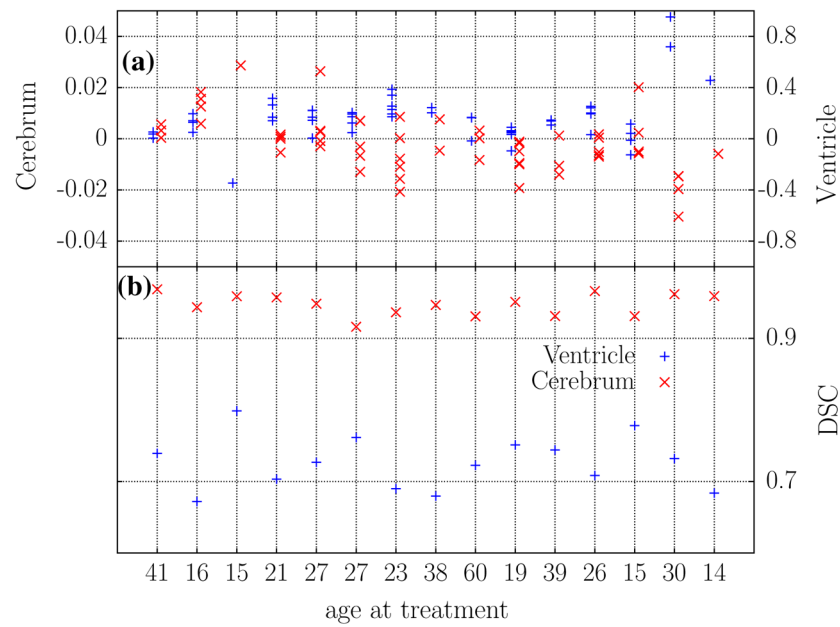 0.04
0.02
0
-0.02
-0.04
Cerebrum
(a)
0.8
0.4
0
-0.4
-0.8
Ventricle
(b)
0.9
0.7
DSC
Ventricle
Cerebrum
41 16 15 21 27 27 23 38 60 19 39 26 15 30 14
age at treatment